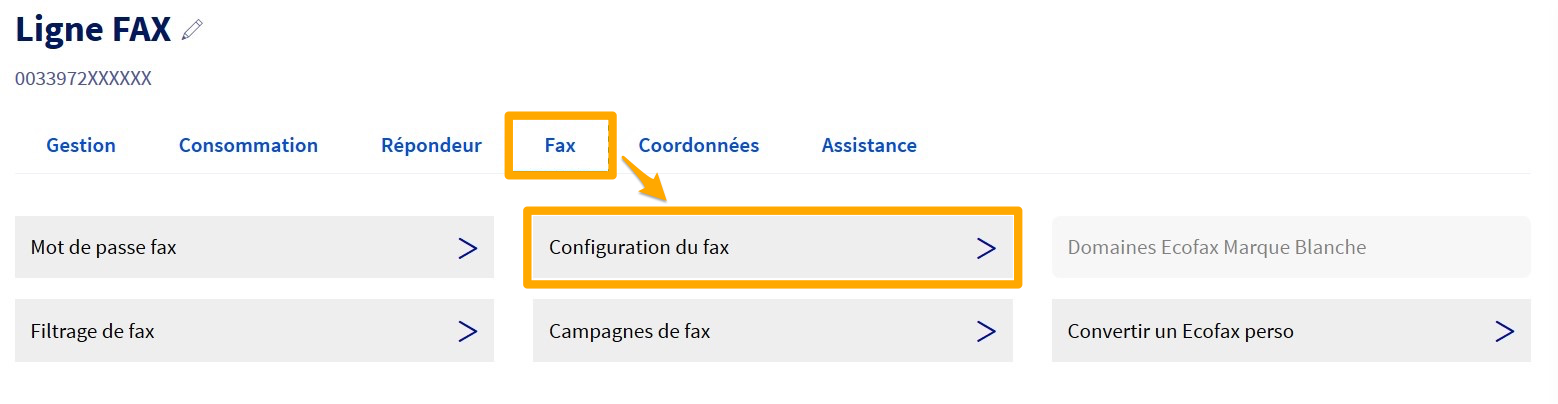 Ligne FAX
0033972XXXXXX
Gestion Consommation Répondeur Fax Coordonnées Assistance
Mot de passe fax Configuration du fax Domaines Ecofax Marque Blanche
Filtrage de fax Campagnes de fax Convertir un Ecofax perso